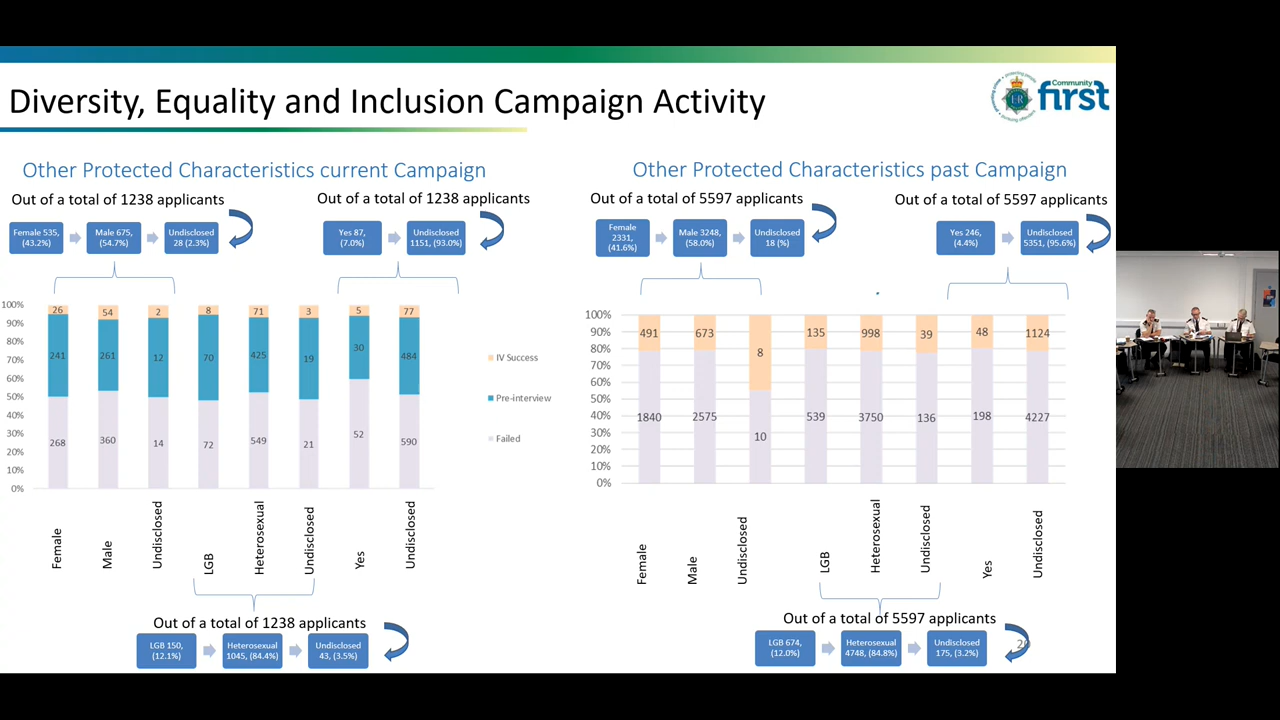 Diversity, Equality and Inclusion Campaign Activity
Community
first
Other Protected Characteristics current Campaign
Out of a total of 1238 applicants
Female 535,
(43.2%)
Male 675,
(54.7%)
Undisclosed
28 (2.3%)
Out of a total of 1238 applicants
Yes 87,
(7.0%)
Undisclosed
1151, (93.0%)
100%
90%
80%
70%
60%
50%
40%
30%
20%
10%
0%
26
54
2
8
71
3
5
77
241
261
12
70
425
19
30
484
268
360
14
72
549
21
52
590
IV Success
Pre-interview
Failed
Female
Male
Undisclosed
LGB
Heterosexual
Undisclosed
Yes
Undisclosed
Out of a total of 1238 applicants
LGB 150,
(12.1%)
Heterosexual
1045, (84.4%)
Undisclosed
43, (3.5%)
Other Protected Characteristics past Campaign
Out of a total of 5597 applicants
Female
2331,
(41.6%)
Male 3248,
(58.0%)
Undisclosed
18 (%)
Out of a total of 5597 applicants
Yes 246,
(4.4%)
Undisclosed
5351, (95.6%)
100%
90%
80%
70%
60%
50%
40%
30%
20%
10%
0%
491
673
8
135
998
39
48
1124
1840
2575
10
539
3750
136
198
4227
Female
Male
Undisclosed
LGB
Heterosexual
Undisclosed
Yes
Undisclosed
Out of a total of 5597 applicants
LGB 674,
(12.0%)
Heterosexual
4748, (84.8%)
Undisclosed
175, (3.2%)